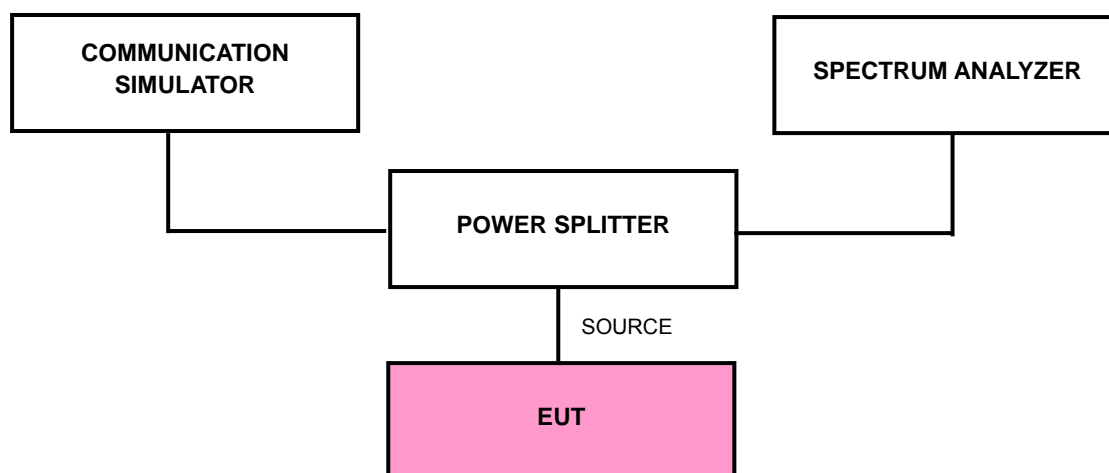 COMMUNICATION
SIMULATOR
SPECTRUM ANALYZER
POWER SPLITTER
SOURCE
EUT